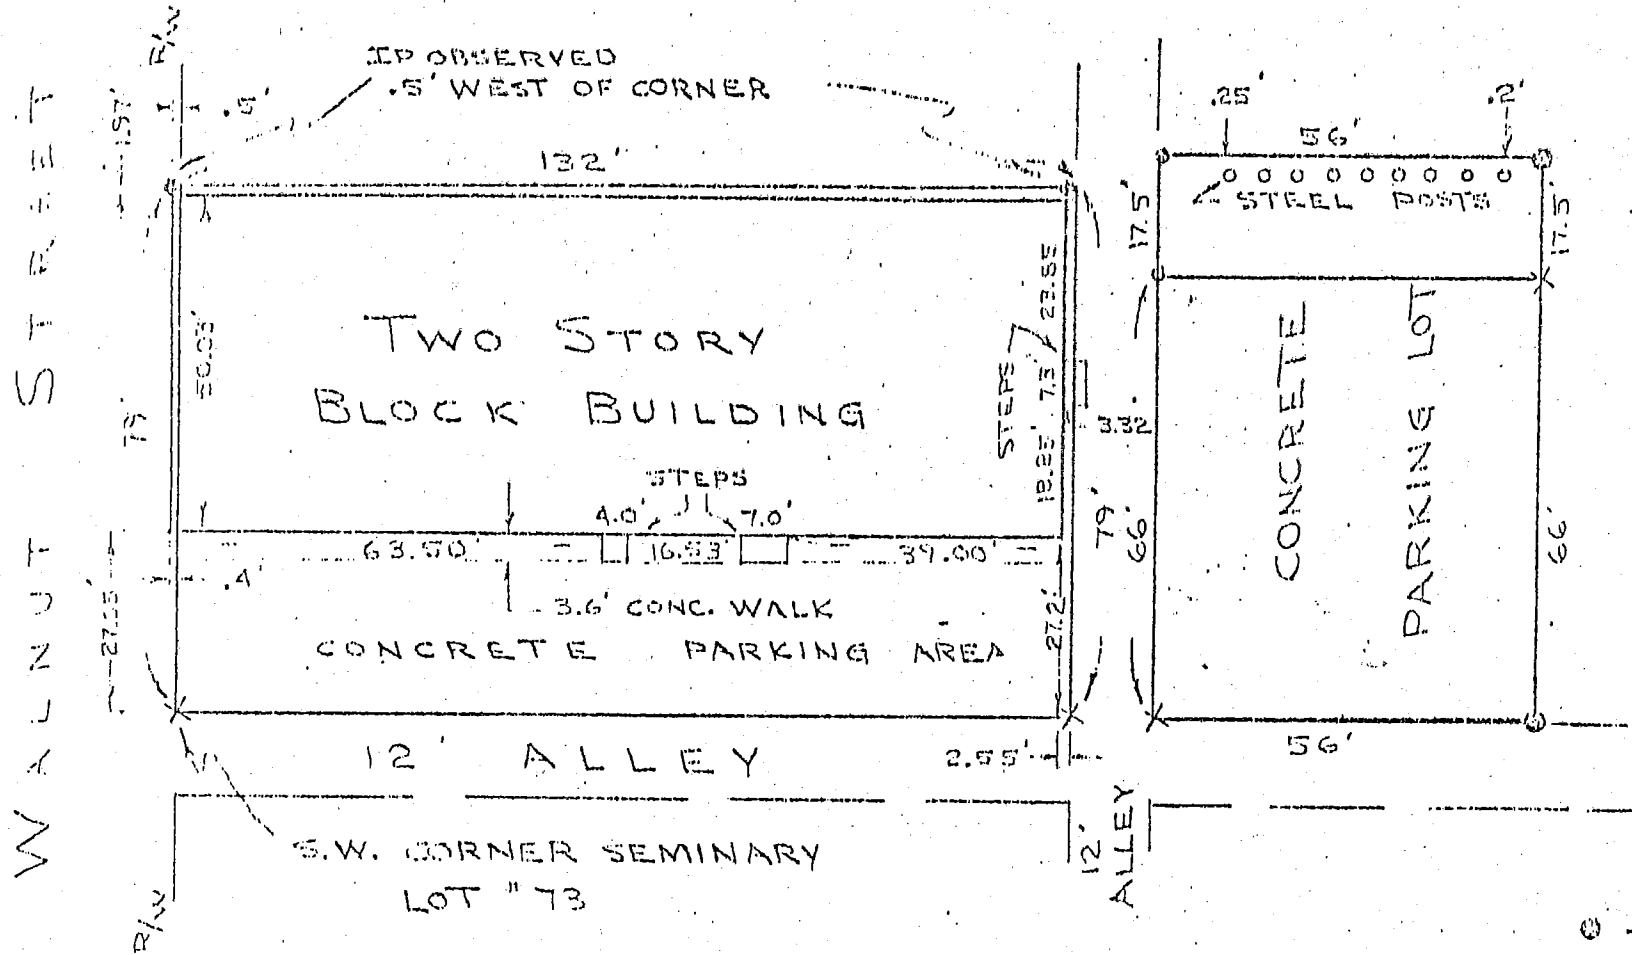 R/W
IP OBSERVED
.5' WEST OF CORNER
.5'
1.57'
132'
.25'
.2'
56'
STEEL POSTS
17.5'
17.5'
WALNUT STREET
79'
50.03'
TWO STORY
BLOCK BUILDING
STEPS
23.55
7.3'
18.25'
3.32
CONCRETE
PARKING LOT
STEPS
4.0'
7.0'
63.50'
16.53'
39.00'
.4'
3.6' CONC. WALK
CONCRETE PARKING AREA
27.2'
79'
66'
66'
12' ALLEY
2.55'
56'
12'
ALLEY
S.W. CORNER SEMINARY
LOT " 73
R/W